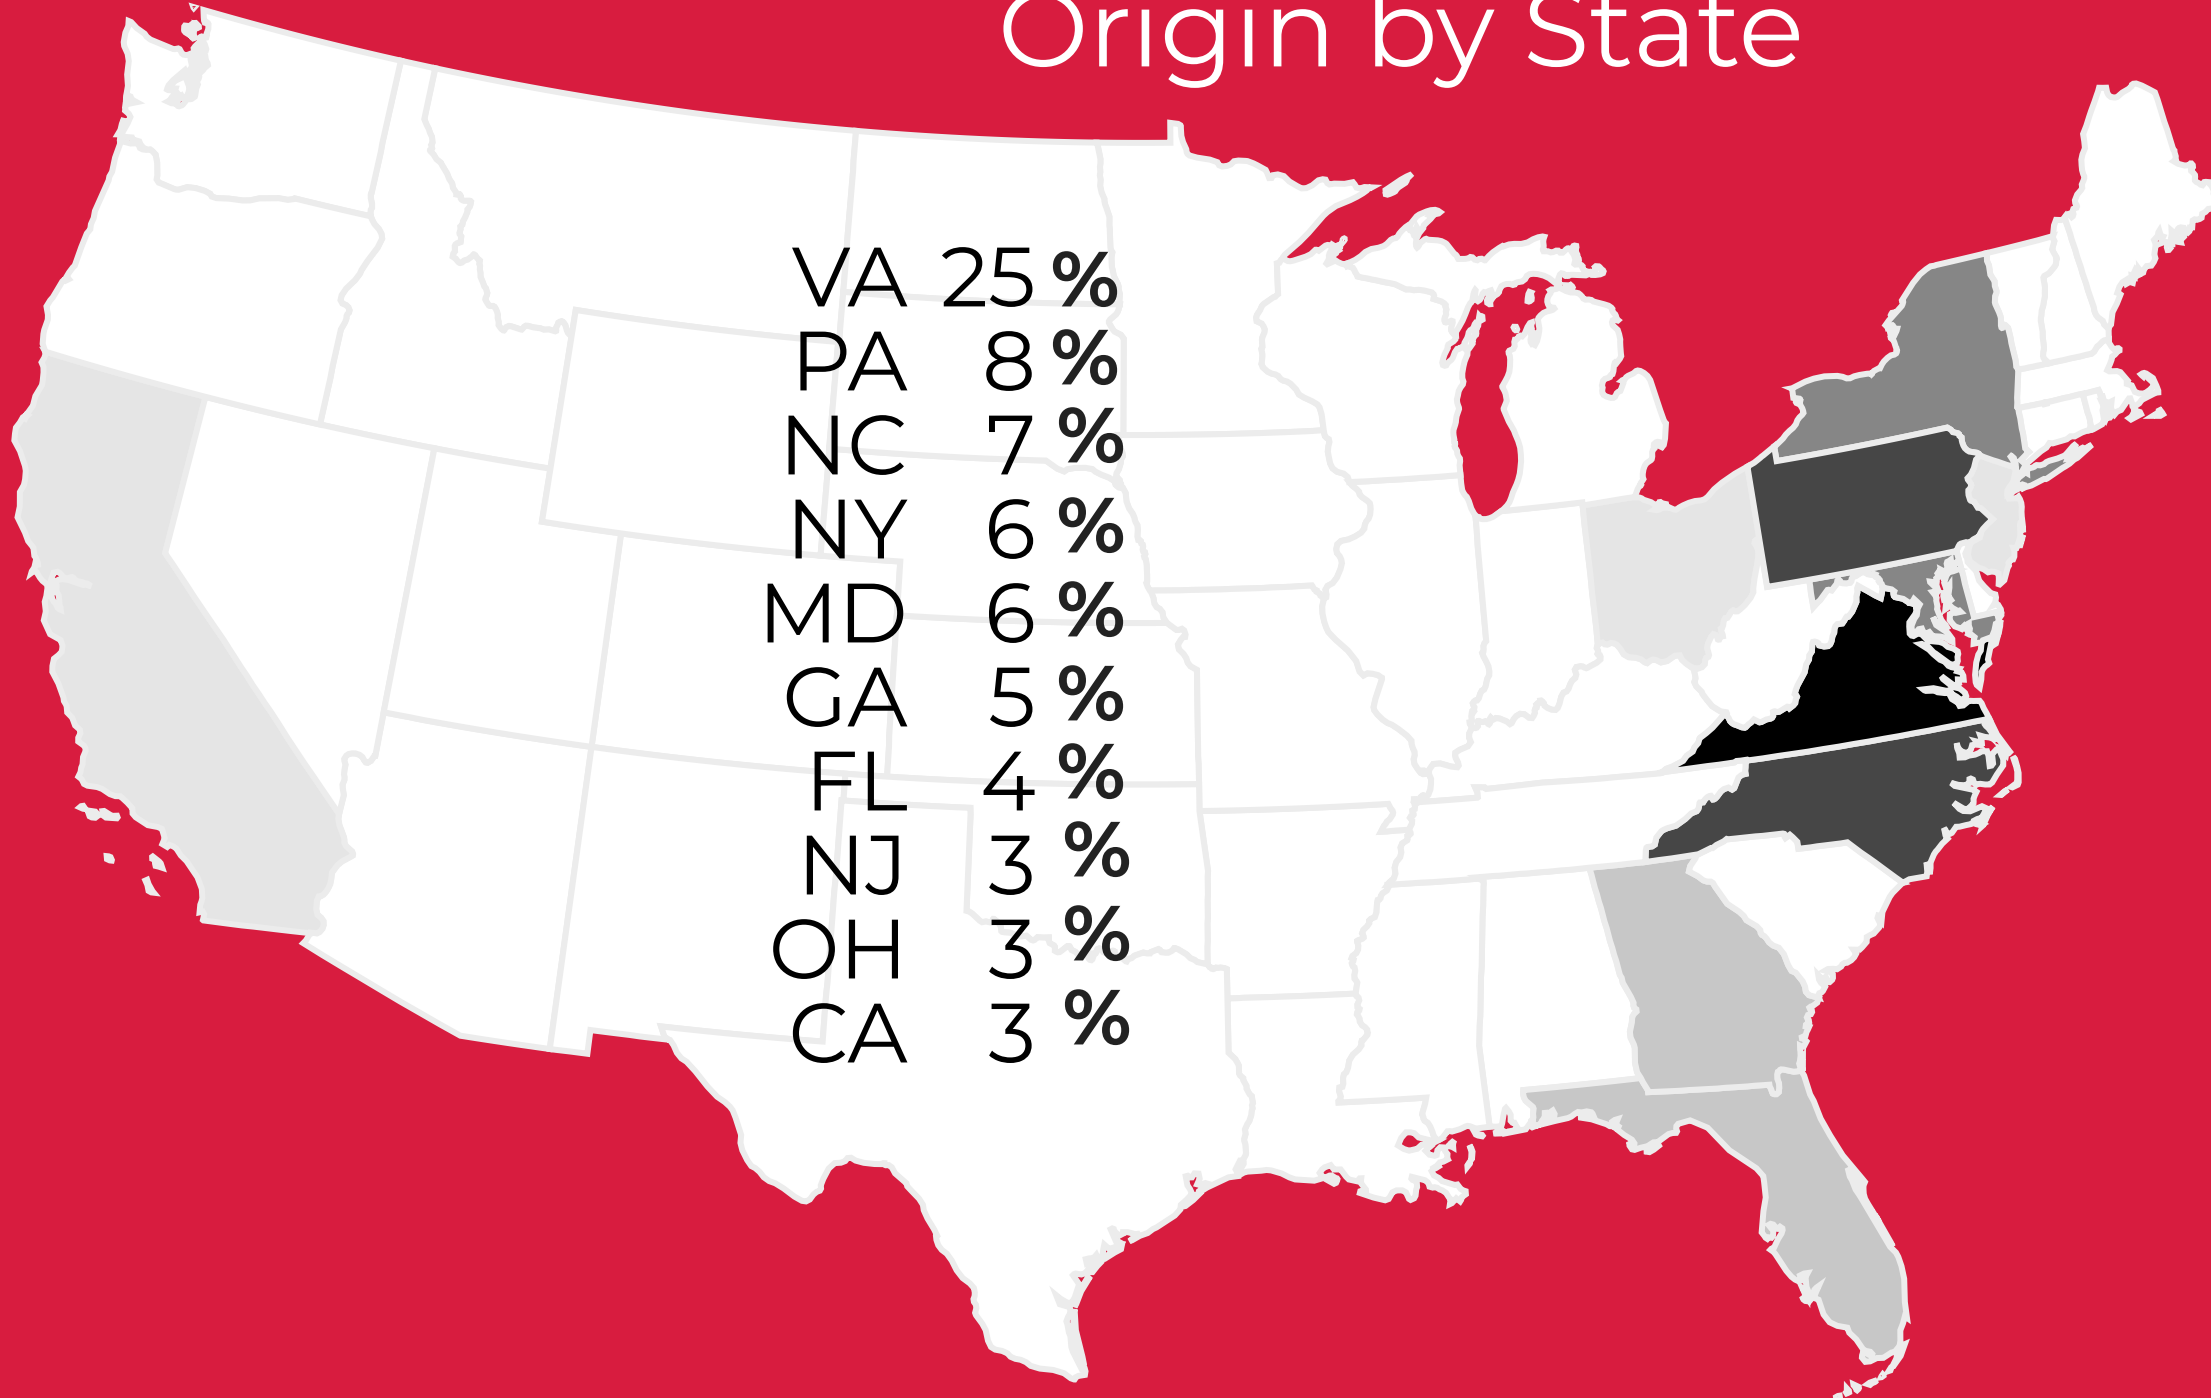 Origin by State
VA 25 %
PA 8 %
NC 7 %
NY 6 %
MD 6 %
GA 5 %
FL 4 %
NJ 3 %
OH 3 %
CA 3 %